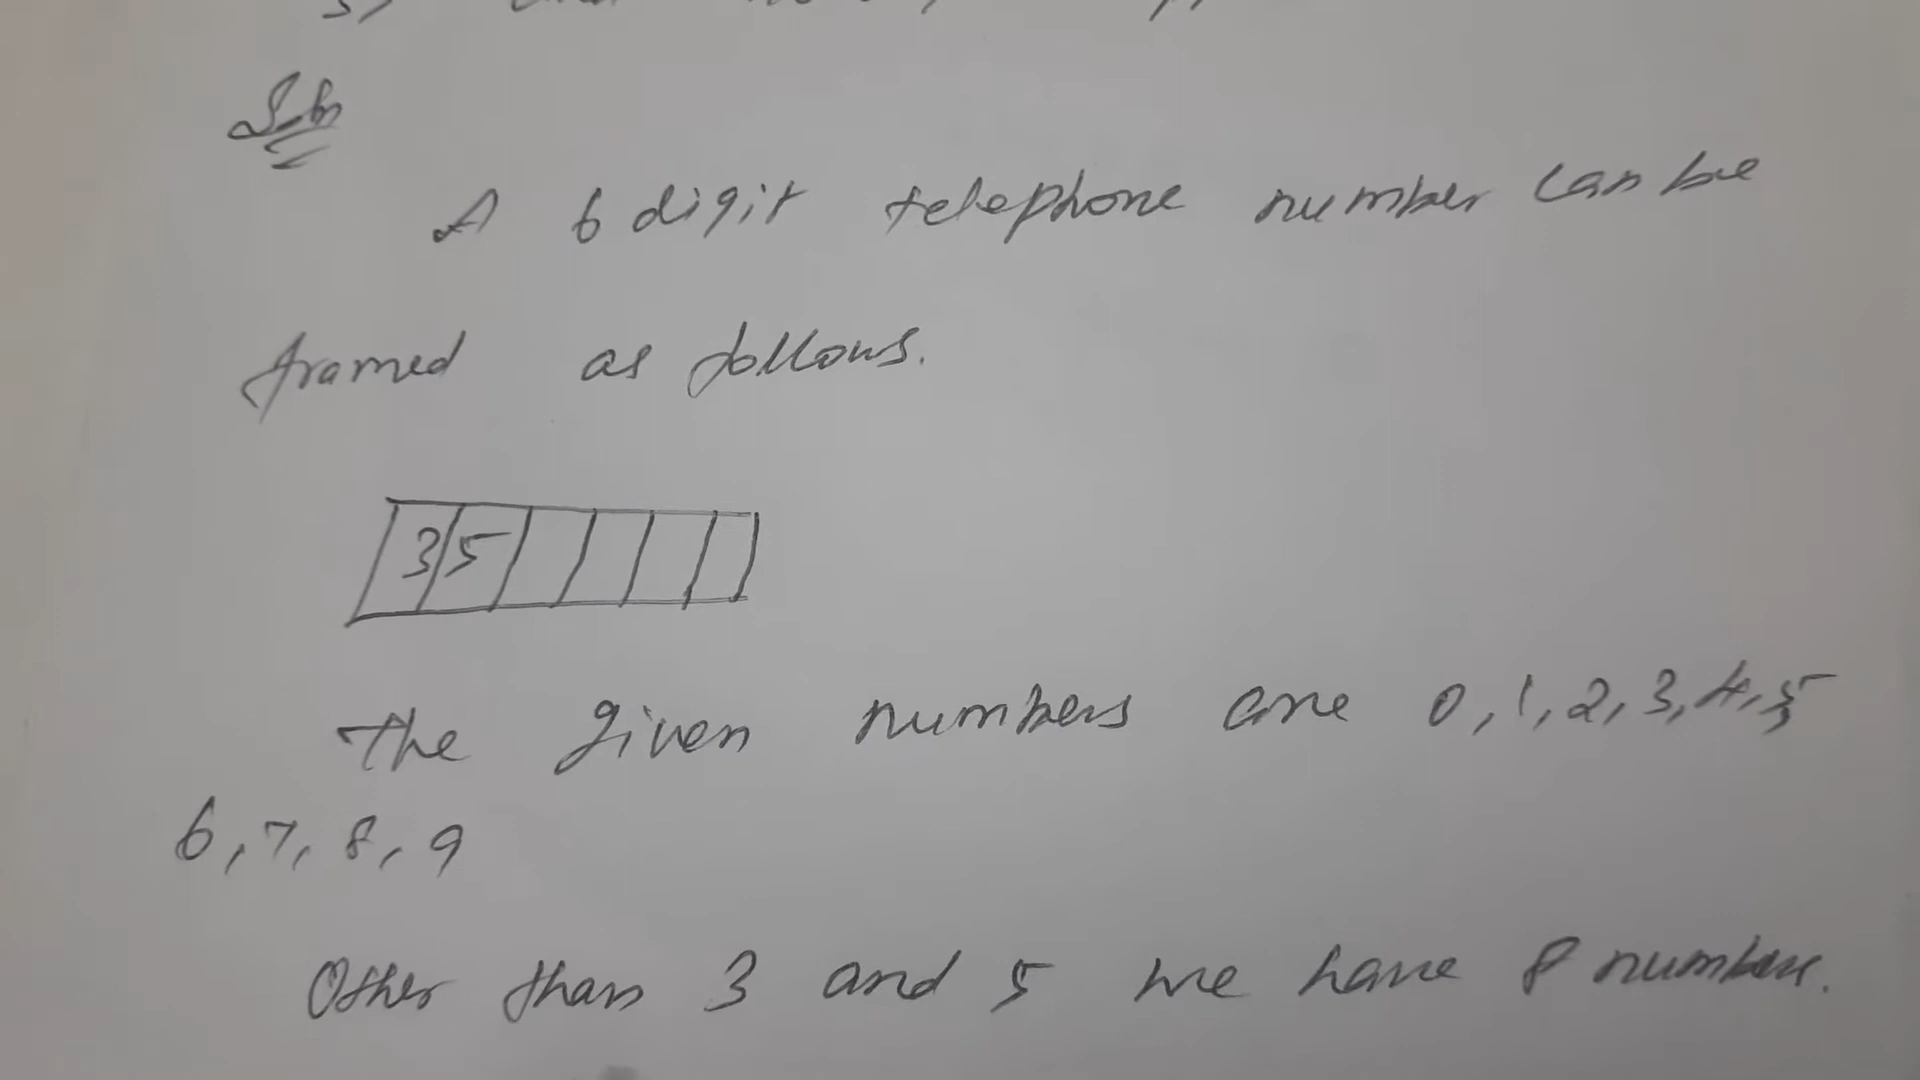 Soln
A 6 digit telephone number can be
framed as follows.
3 5
The given numbers are 0,1,2,3,4,5
6,7,8,9
Other than 3 and 5 we have 8 numbers.